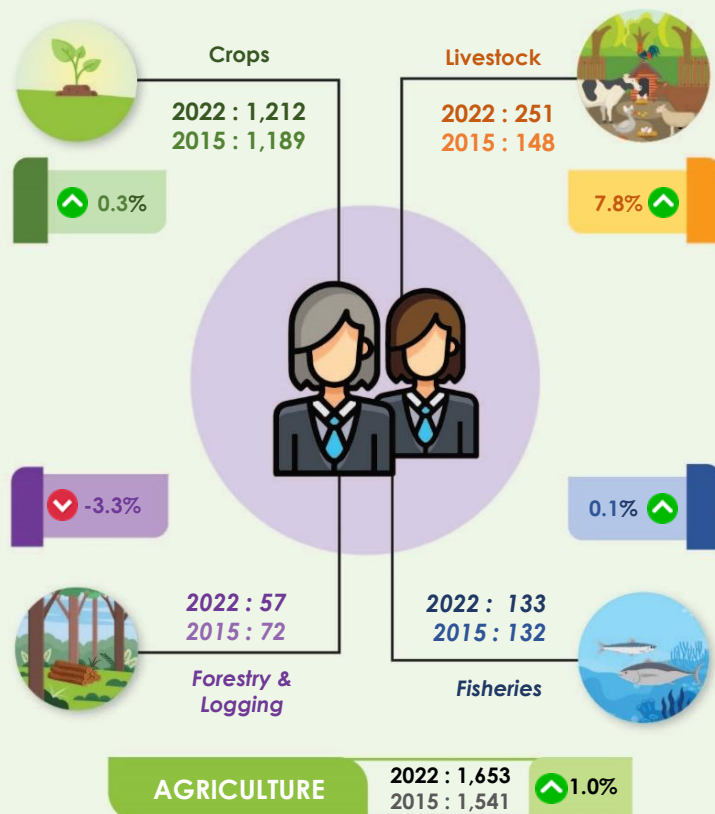 Crops
2022 : 1,212
2015 : 1,189
0.3%
Livestock
2022 : 251
2015 : 148
7.8%
-3.3%
2022 : 57
2015 : 72
Forestry &
Logging
0.1%
2022 : 133
2015 : 132
Fisheries
AGRICULTURE
2022 : 1,653
2015 : 1,541
1.0%